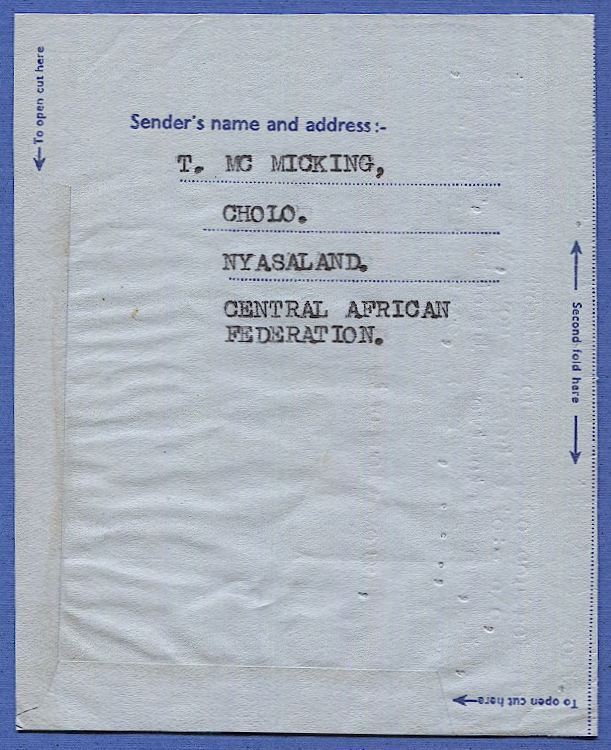 To open cut here
Sender's name and address:-
T. MC MICKING,
CHOLO.
NYASALAND.
CENTRAL AFRICAN
FEDERATION.
Second fold here
To open cut here